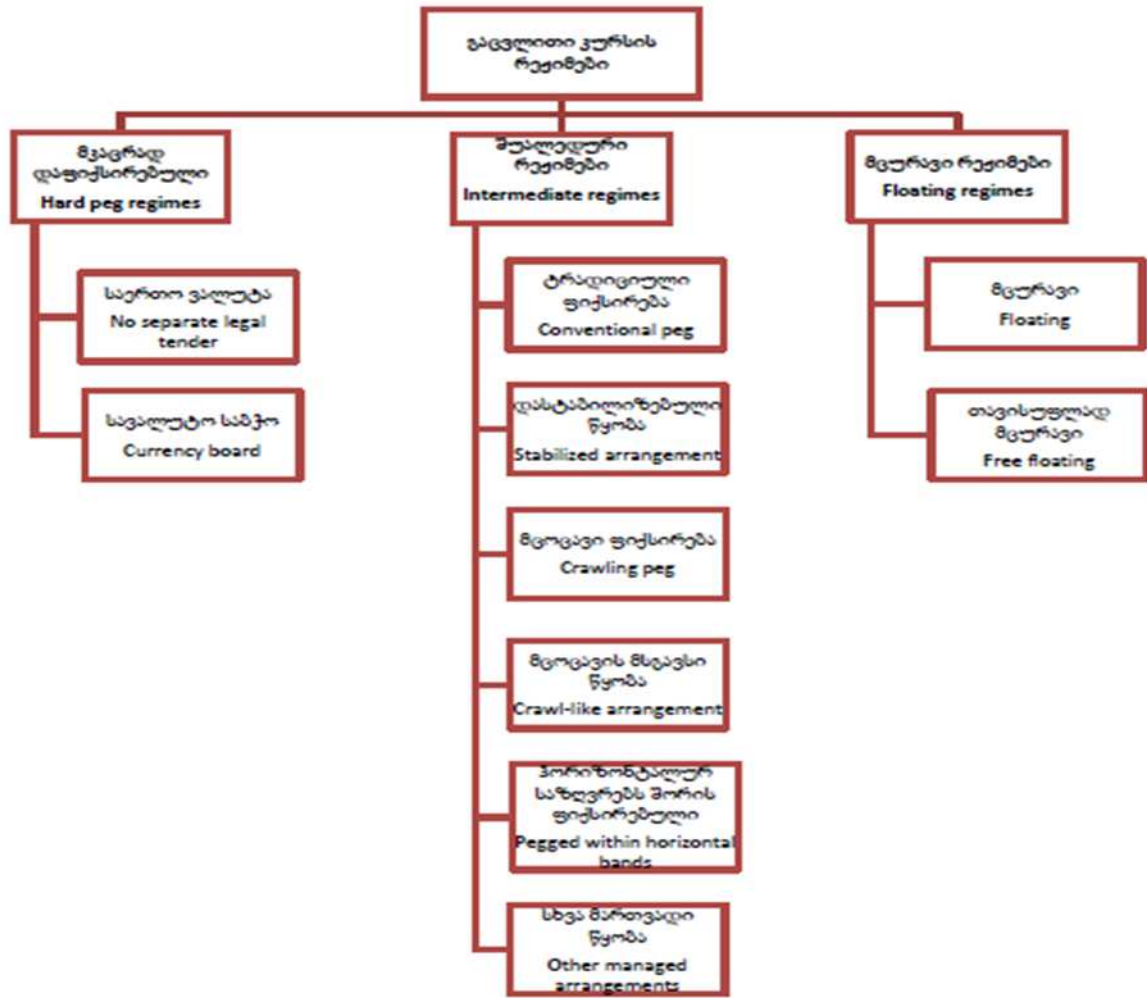 გაცვლითი კურსის
რეჟიმები
მკაცრად
დაფიქსირებული
Hard peg regimes
საერთო ვალუტა
No separate legal
tender
სავალუტო საბჭო
Currency board
შუალედური
რეჟიმები
Intermediate regimes
ტრადიციული
ფიქსირება
Conventional peg
დასტაბილიზებული
წყობა
Stabilized arrangement
მცოცავი ფიქსირება
Crawling peg
მცოცავის მსგავსი
წყობა
Crawl-like arrangement
ჰორიზონტალურ
საზღვრებს შორის
ფიქსირებული
Pegged within horizontal
bands
სხვა მართვადი
წყობა
Other managed
arrangements
მცურავი რეჟიმები
Floating regimes
მცურავი
Floating
თავისუფლად
მცურავი
Free floating